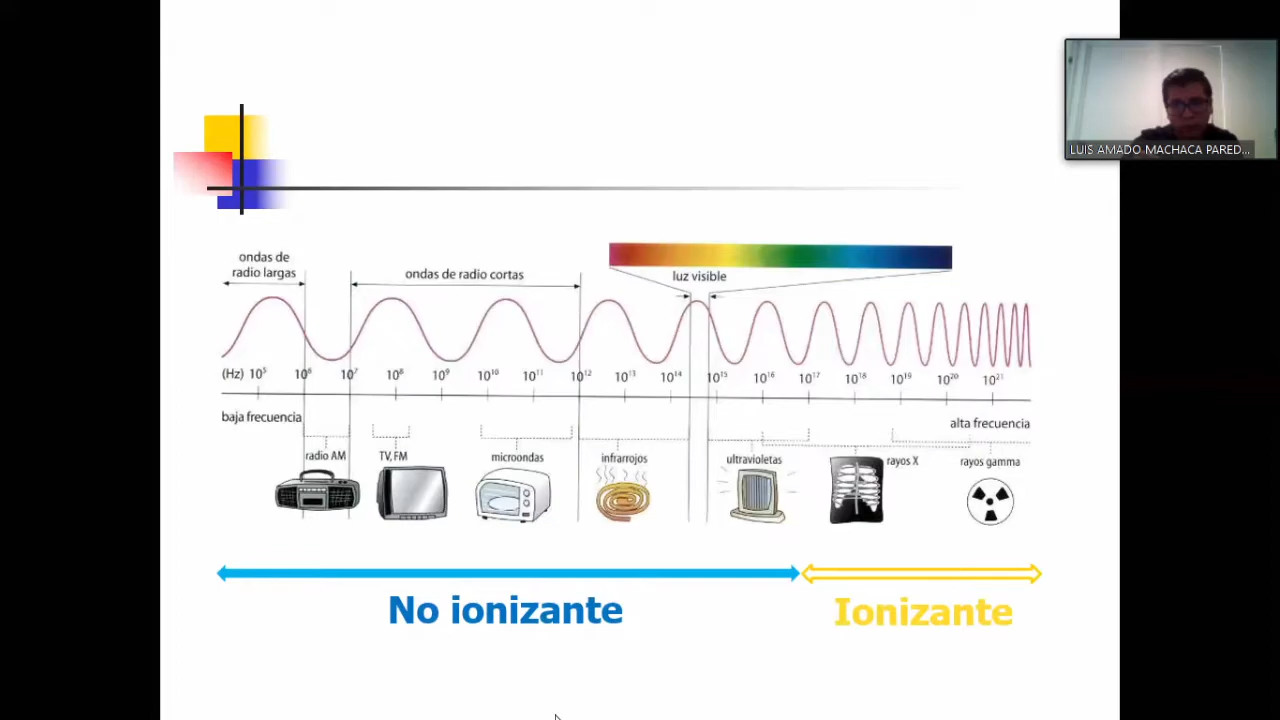 LUIS AMADO MACHACA PARED...
ondas de
radio largas
ondas de radio cortas
luz visible
(Hz) 10⁵ 10⁶ 10⁷ 10⁸ 10⁹ 10¹⁰ 10¹¹ 10¹² 10¹³ 10¹⁴ 10¹⁵ 10¹⁶ 10¹⁷ 10¹⁸ 10¹⁹ 10²⁰ 10²¹
baja frecuencia
alta frecuencia
radio AM
TV, FM
microondas
infrarrojos
ultravioletas
rayos X
rayos gamma
No ionizante
Ionizante